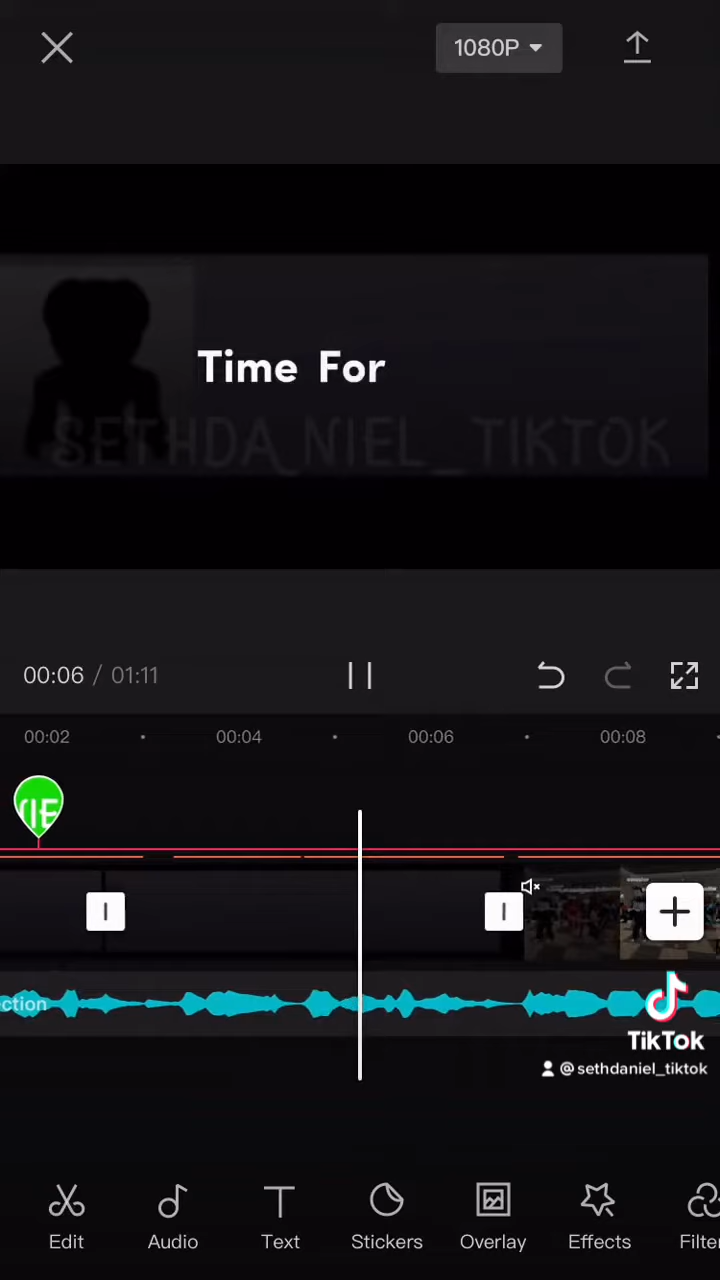 1080P
Time For
SETHDANIEL_TIKTOK
00:06 / 01:11
00:02
00:04
00:06
00:08
ction
TikTok
@sethdaniel_tiktok
Edit
Audio
Text
Stickers
Overlay
Effects
Filter